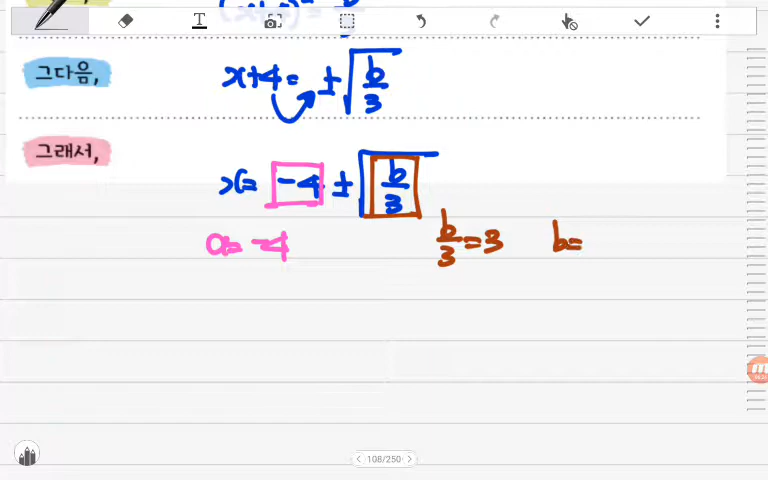 T
그다음,
x+4= ±√(b/3)
그래서,
x= -4 ± √(b/3)
a= -4
b/3=3
b=
108/250